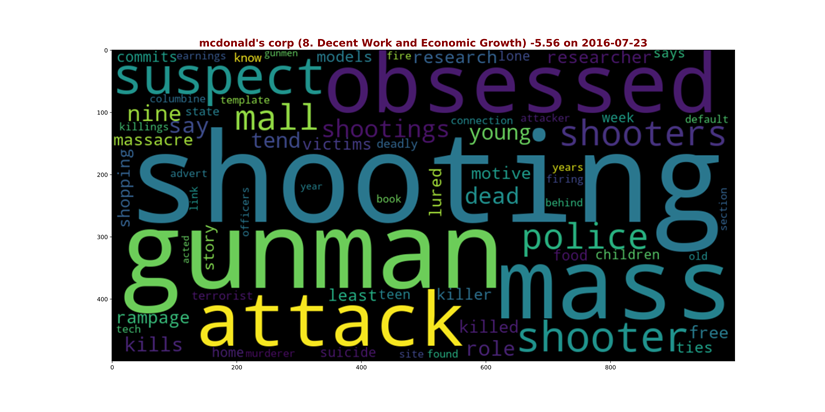 mcdonald's corp (8. Decent Work and Economic Growth) -5.56 on 2016-07-23
commits earnings gunmen know models fire research lone researcher says
suspect obsessed
columbine template
nine state mall shootings connection attacker week default
killings say young shooters
massacre tend victims deadly
shooting
shopping advert link year officers book lured motive years firing dead behind section
gunman
acted story police
food children old
mass
terrorist least teen killer
attack
rampage tech killed shooter free
kills role ties
home murderer suicide site found
0
100
200
300
400
0 200 400 600 800